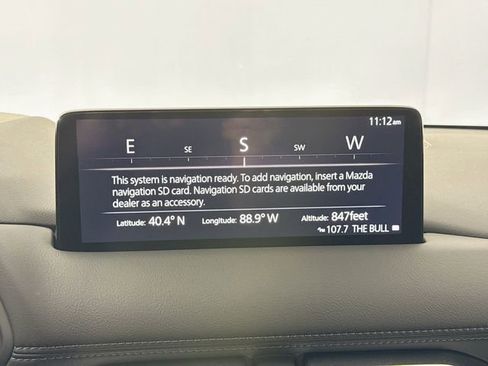 11:12am
E SE S SW W
This system is navigation ready. To add navigation, insert a Mazda
navigation SD card. Navigation SD cards are available from your
dealer as an accessory.
Latitude: 40.4° N Longitude: 88.9° W Altitude: 847feet
107.7 THE BULL